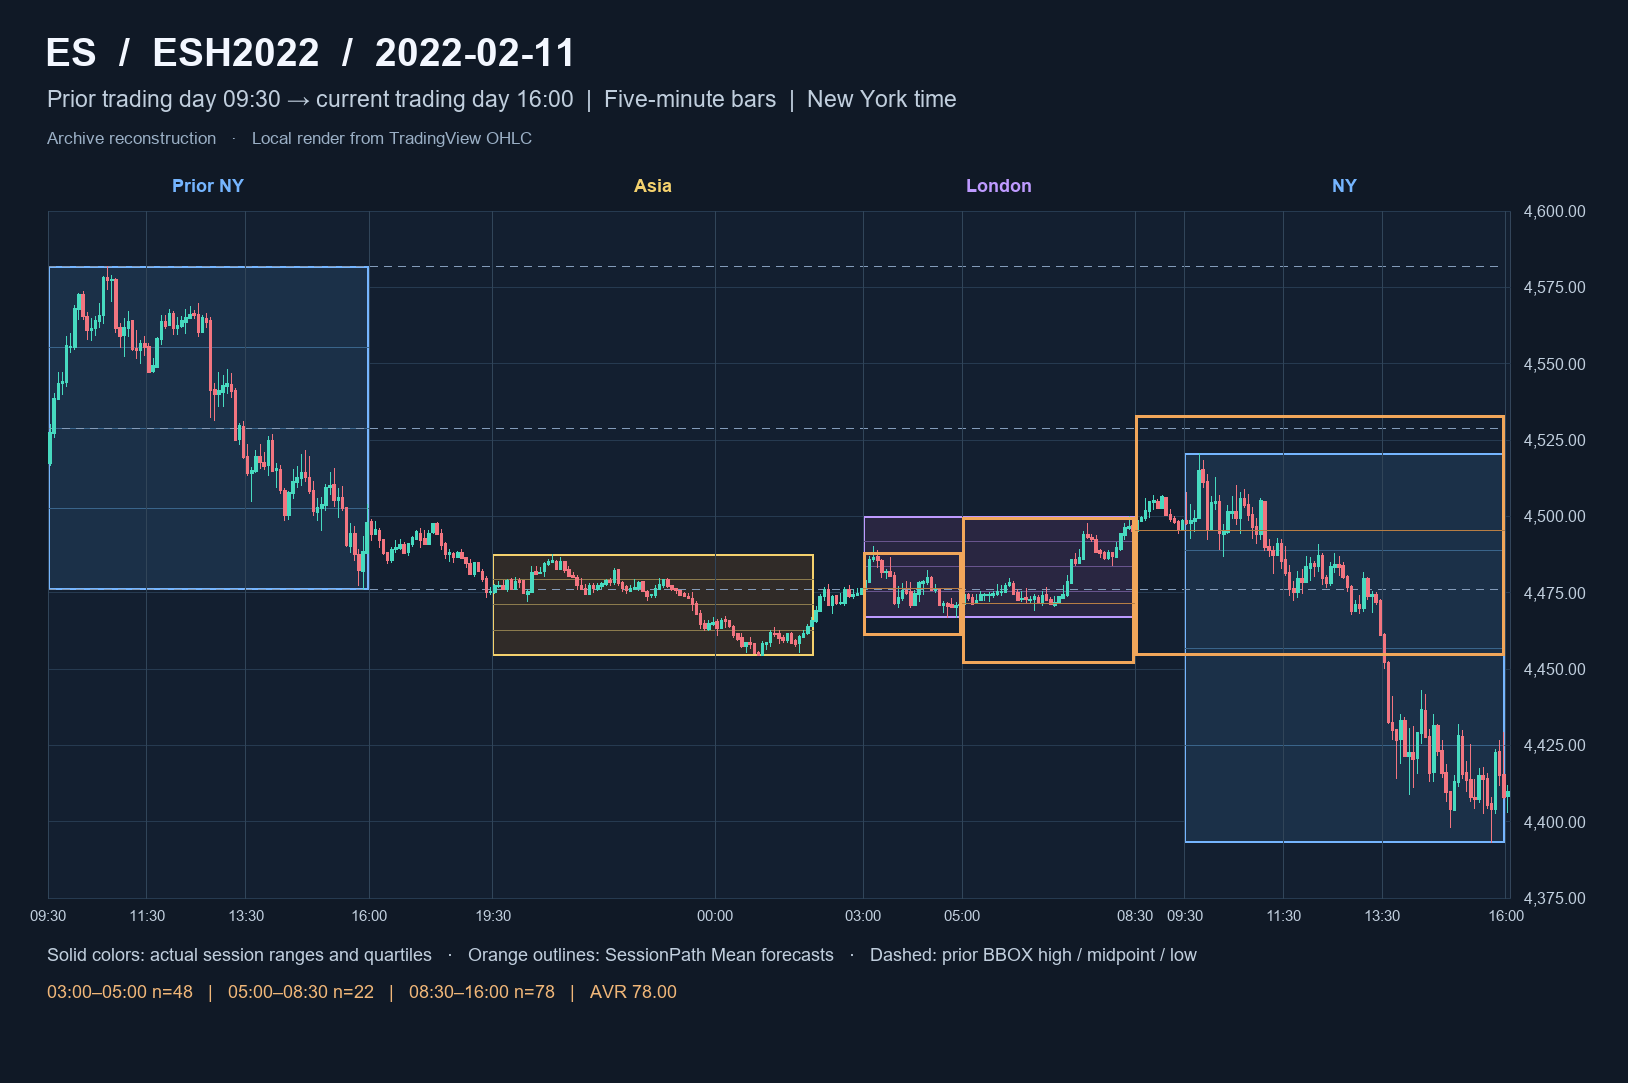 ES / ESH2022 / 2022-02-11
Prior trading day 09:30 → current trading day 16:00 | Five-minute bars | New York time
Archive reconstruction · Local render from TradingView OHLC
Prior NY Asia London NY
4,600.00
4,575.00
4,550.00
4,525.00
4,500.00
4,475.00
4,450.00
4,425.00
4,400.00
4,375.00
09:30 11:30 13:30 16:00 19:30 00:00 03:00 05:00 08:30 09:30 11:30 13:30 16:00
Solid colors: actual session ranges and quartiles · Orange outlines: SessionPath Mean forecasts · Dashed: prior BBOX high / midpoint / low
03:00–05:00 n=48 | 05:00–08:30 n=22 | 08:30–16:00 n=78 | AVR 78.00